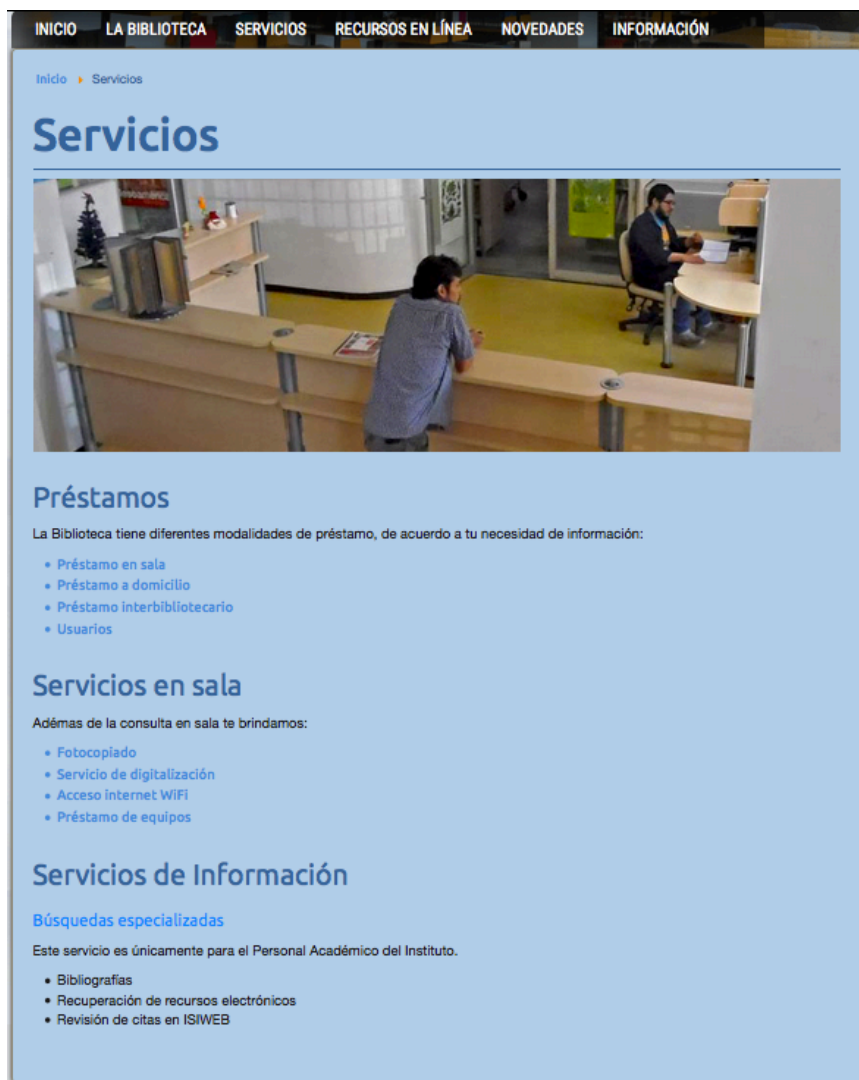 INICIO LA BIBLIOTECA SERVICIOS RECURSOS EN LÍNEA NOVEDADES INFORMACIÓN
Inicio Servicios
Servicios
Préstamos
La Biblioteca tiene diferentes modalidades de préstamo, de acuerdo a tu necesidad de información:
Préstamo en sala
Préstamo a domicilio
Préstamo interbibliotecario
Usuarios
Servicios en sala
Adémas de la consulta en sala te brindamos:
Fotocopiado
Servicio de digitalización
Acceso internet WiFi
Préstamo de equipos
Servicios de Información
Búsquedas especializadas
Este servicio es únicamente para el Personal Académico del Instituto.
Bibliografías
Recuperación de recursos electrónicos
Revisión de citas en ISIWEB